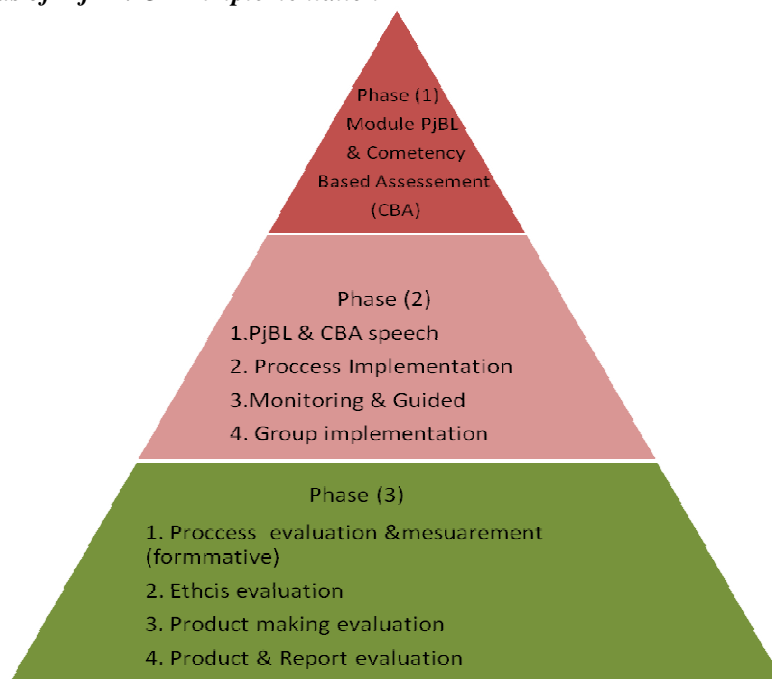 Phase (1)
Module PjBL
& Cometency
Based Assessement
(CBA)
Phase (2)
1.PjBL & CBA speech
2. Proccess Implementation
3.Monitoring & Guided
4. Group implementation
Phase (3)
1. Proccess evaluation &mesuarement
(formmative)
2. Ethcis evaluation
3. Product making evaluation
4. Product & Report evaluation